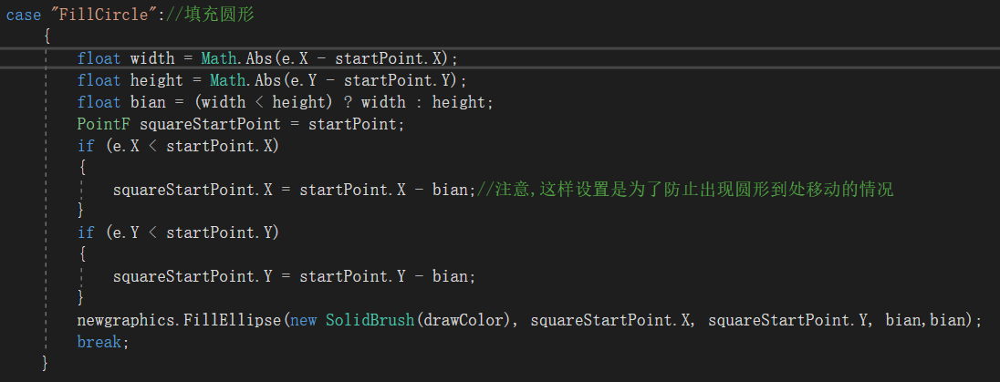 case "FillCircle"://填充圆形
{
float width = Math.Abs(e.X - startPoint.X);
float height = Math.Abs(e.Y - startPoint.Y);
float bian = (width < height) ? width : height;
PointF squareStartPoint = startPoint;
if (e.X < startPoint.X)
{
squareStartPoint.X = startPoint.X - bian;//注意,这样设置是为了防止出现圆形到处移动的情况
}
if (e.Y < startPoint.Y)
{
squareStartPoint.Y = startPoint.Y - bian;
}
newgraphics.FillEllipse(new SolidBrush(drawColor), squareStartPoint.X, squareStartPoint.Y, bian,bian);
break;
}